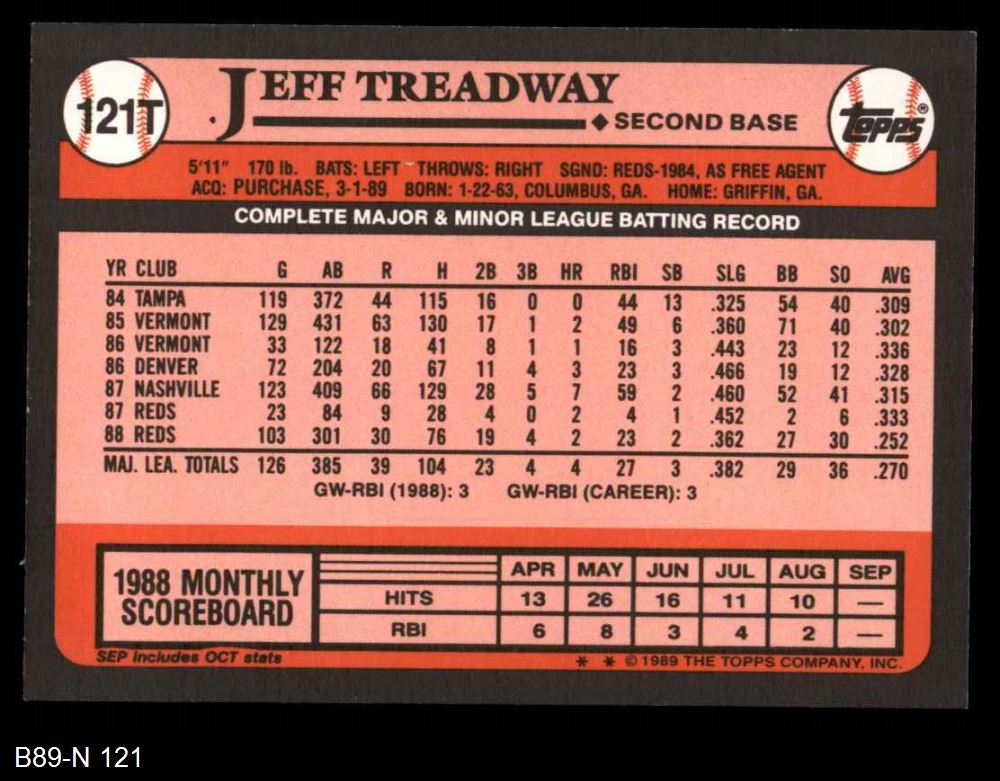 121T
JEFF TREADWAY
SECOND BASE
TOPPS®
5'11" 170 lb. BATS: LEFT THROWS: RIGHT SGND: REDS-1984, AS FREE AGENT
ACQ: PURCHASE, 3-1-89 BORN: 1-22-63, COLUMBUS, GA. HOME: GRIFFIN, GA.
COMPLETE MAJOR & MINOR LEAGUE BATTING RECORD
YR CLUB G AB R H 2B 3B HR RBI SB SLG BB SO AVG
84 TAMPA 119 372 44 115 16 0 0 44 13 .325 54 40 .309
85 VERMONT 129 431 63 130 17 1 2 49 6 .360 71 40 .302
86 VERMONT 33 122 18 41 8 1 1 16 3 .443 23 12 .336
86 DENVER 72 204 20 67 11 4 3 23 3 .466 19 12 .328
87 NASHVILLE 123 409 66 129 28 5 7 59 2 .460 52 41 .315
87 REDS 23 84 9 28 4 0 2 4 1 .452 2 6 .333
88 REDS 103 301 30 76 19 4 2 23 2 .362 27 30 .252
MAJ. LEA. TOTALS 126 385 39 104 23 4 4 27 3 .382 29 36 .270
GW-RBI (1988): 3 GW-RBI (CAREER): 3
1988 MONTHLY
SCOREBOARD
APR MAY JUN JUL AUG SEP
HITS 13 26 16 11 10 —
RBI 6 8 3 4 2 —
SEP includes OCT stats
* * © 1989 THE TOPPS COMPANY, INC.
B89-N 121